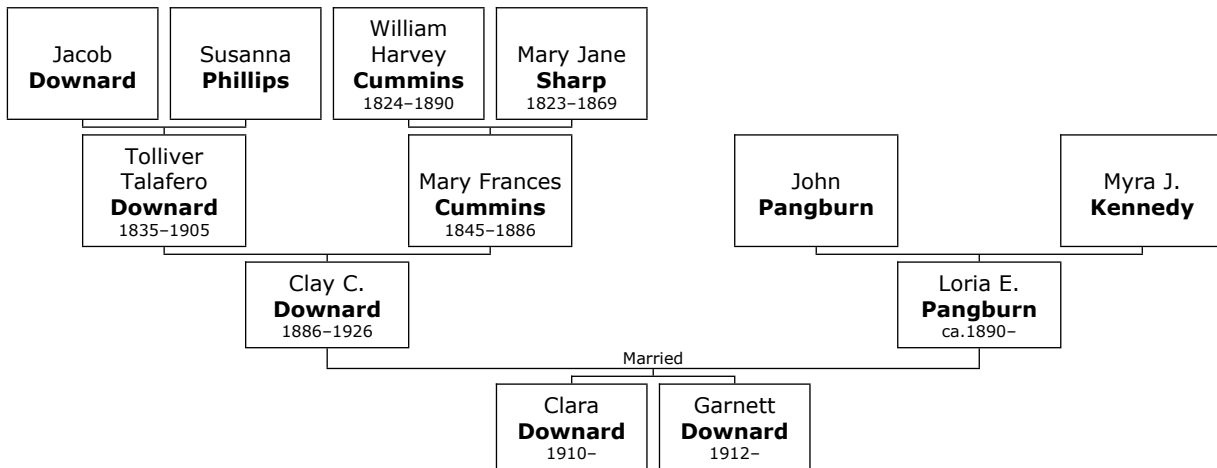 Jacob
Downard
Susanna
Phillips
William
Harvey
Cummins
1824–1890
Mary Jane
Sharp
1823–1869
Tolliver
Talafero
Downard
1835–1905
Mary Frances
Cummins
1845–1886
John
Pangburn
Myra J.
Kennedy
Clay C.
Downard
1886–1926
Loria E.
Pangburn
ca.1890–
Married
Clara
Downard
1910–
Garnett
Downard
1912–